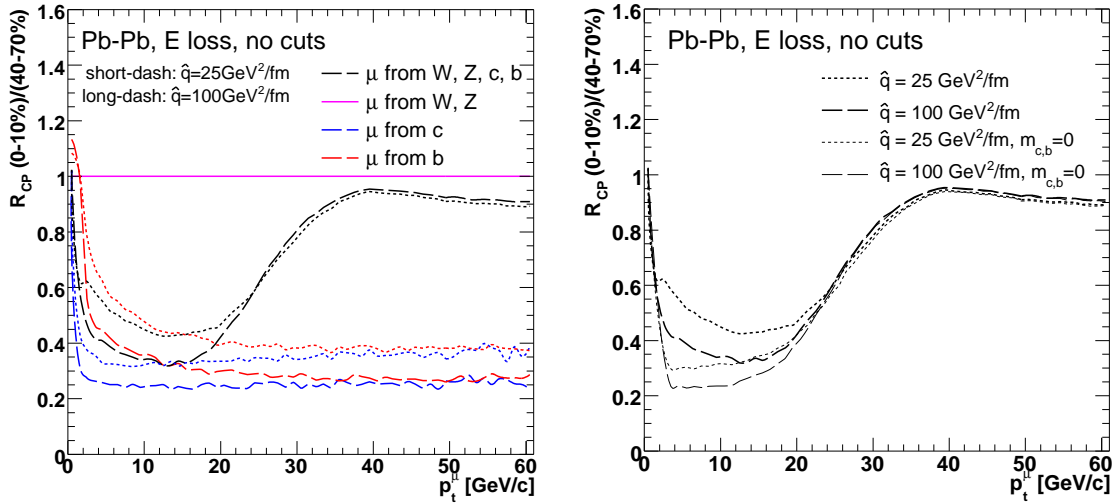 R_CP (0-10%)/(40-70%)
1.6
1.4
1.2
1
0.8
0.6
0.4
0.2
0
Pb-Pb, E loss, no cuts
short-dash: q̂=25GeV²/fm
long-dash: q̂=100GeV²/fm
μ from W, Z, c, b
μ from W, Z
μ from c
μ from b
0 10 20 30 40 50 60
p_t^μ [GeV/c]
R_CP (0-10%)/(40-70%)
1.6
1.4
1.2
1
0.8
0.6
0.4
0.2
0
Pb-Pb, E loss, no cuts
q̂ = 25 GeV²/fm
q̂ = 100 GeV²/fm
q̂ = 25 GeV²/fm, m_c,b=0
q̂ = 100 GeV²/fm, m_c,b=0
0 10 20 30 40 50 60
p_t^μ [GeV/c]